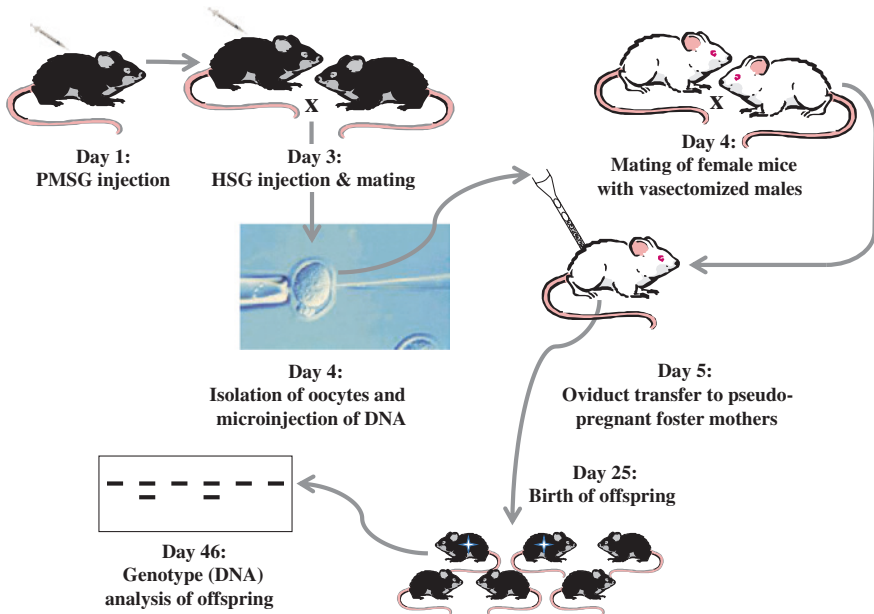 x
x
Day 1:
PMSG injection
Day 3:
HSG injection & mating
Day 4:
Mating of female mice
with vasectomized males
Day 4:
Isolation of oocytes and
microinjection of DNA
Day 5:
Oviduct transfer to pseudo-
pregnant foster mothers
Day 25:
Birth of offspring
Day 46:
Genotype (DNA)
analysis of offspring